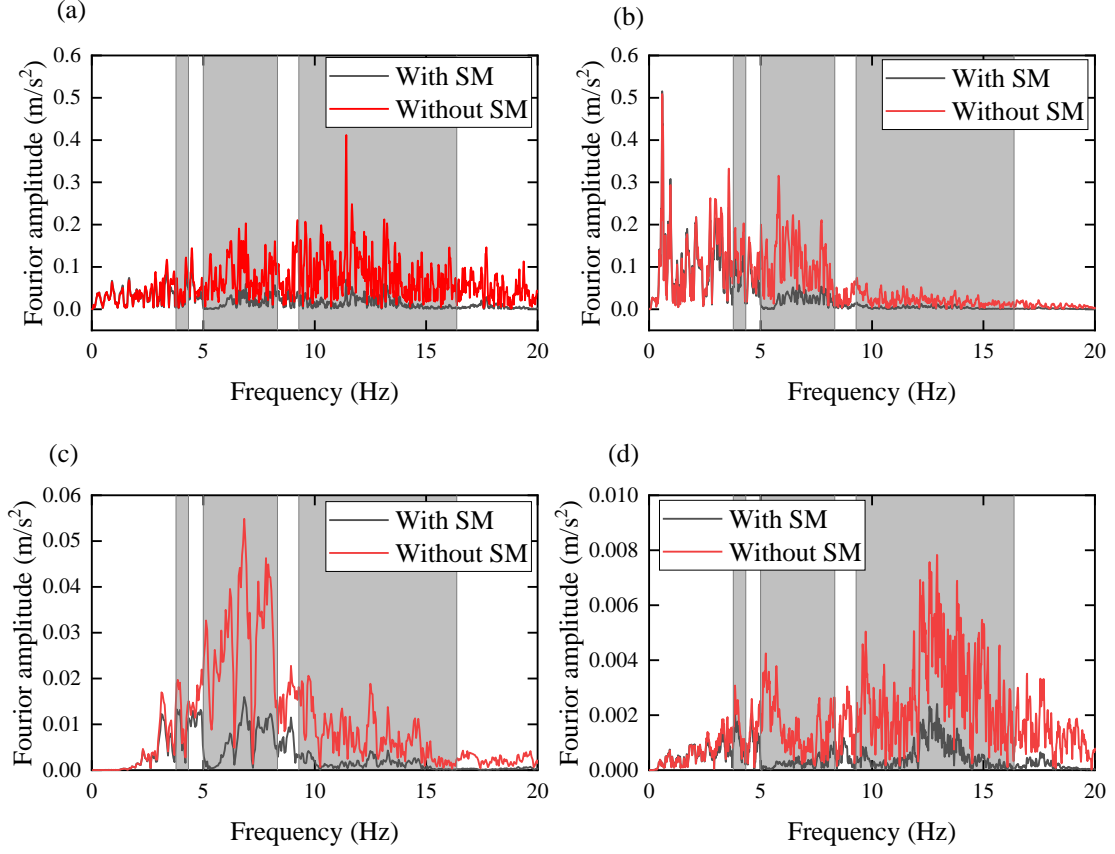 (a)
0.6
0.5
0.4
0.3
0.2
0.1
0.0
Fourior amplitude (m/s²)
With SM
Without SM
0 5 10 15 20
Frequency (Hz)
(b)
0.6
0.5
0.4
0.3
0.2
0.1
0.0
Fourior amplitude (m/s²)
With SM
Without SM
0 5 10 15 20
Frequency (Hz)
(c)
0.06
0.05
0.04
0.03
0.02
0.01
0.00
Fourior amplitude (m/s²)
With SM
Without SM
0 5 10 15 20
Frequency (Hz)
(d)
0.010
0.008
0.006
0.004
0.002
0.000
Fourior amplitude (m/s²)
With SM
Without SM
0 5 10 15 20
Frequency (Hz)